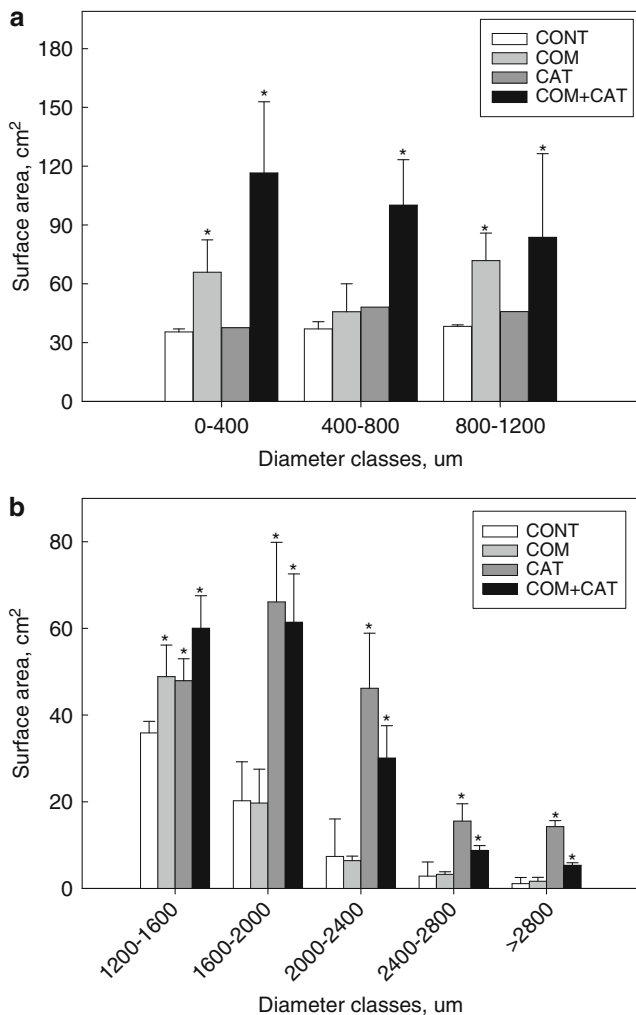 a
180
150
120
90
60
30
0
Surface area, cm²
CONT
COM
CAT
COM+CAT
*
*
*
*
*
0-400
400-800
800-1200
Diameter classes, um
b
80
60
40
20
0
Surface area, cm²
CONT
COM
CAT
COM+CAT
*
*
*
*
*
*
*
*
*
*
*
1200-1600
1600-2000
2000-2400
2400-2800
>2800
Diameter classes, um